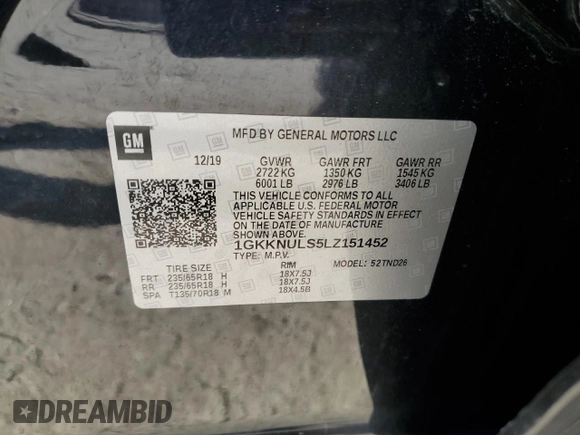 GM
MFD BY GENERAL MOTORS LLC
12/19 GVWR GAWR FRT GAWR RR
2722 KG 1350 KG 1545 KG
6001 LB 2976 LB 3406 LB
THIS VEHICLE CONFORMS TO ALL
APPLICABLE U.S. FEDERAL MOTOR
VEHICLE SAFETY STANDARDS IN EFFECT
ON THE DATE OF MANUFACTURE
SHOWN ABOVE.
1GKKNULS5LZ151452
TYPE: M.P.V. MODEL: 52TND26
TIRE SIZE RIM
FRT 235/65R18 H 18X7.5J
RR 235/65R18 H 18X7.5J
SPA T135/70R18 M 18X4.5B
DREAMBID